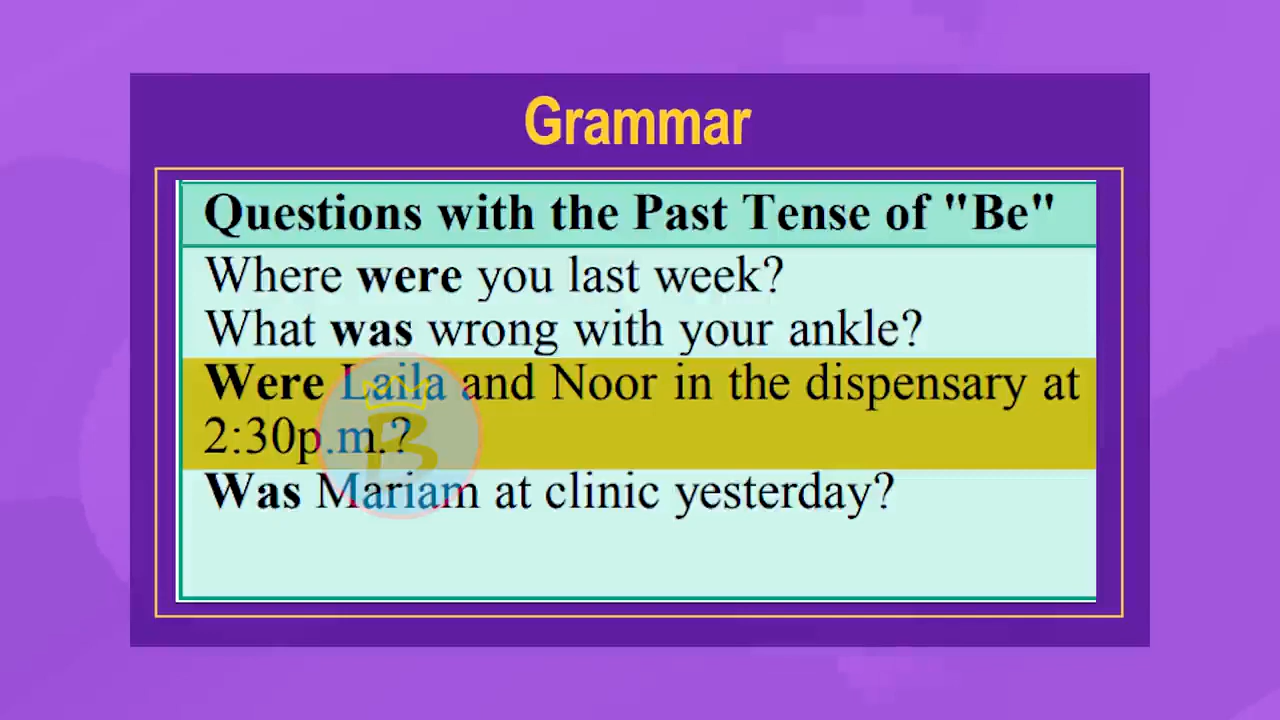 Grammar
Questions with the Past Tense of "Be"
Where were you last week?
What was wrong with your ankle?
Were Laila and Noor in the dispensary at
2:30p.m.?
Was Mariam at clinic yesterday?
B